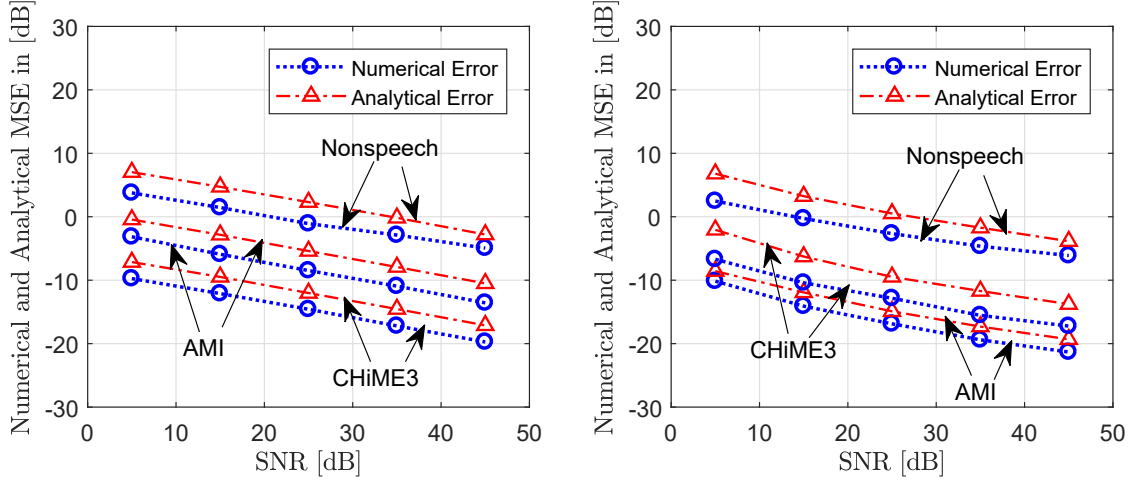 Numerical and Analytical MSE in [dB]
30
20
10
0
-10
-20
-30
Numerical Error
Analytical Error
Nonspeech
AMI
CHiME3
0
10
20
30
40
50
SNR [dB]
Numerical and Analytical MSE in [dB]
30
20
10
0
-10
-20
-30
Numerical Error
Analytical Error
Nonspeech
CHiME3
AMI
0
10
20
30
40
50
SNR [dB]